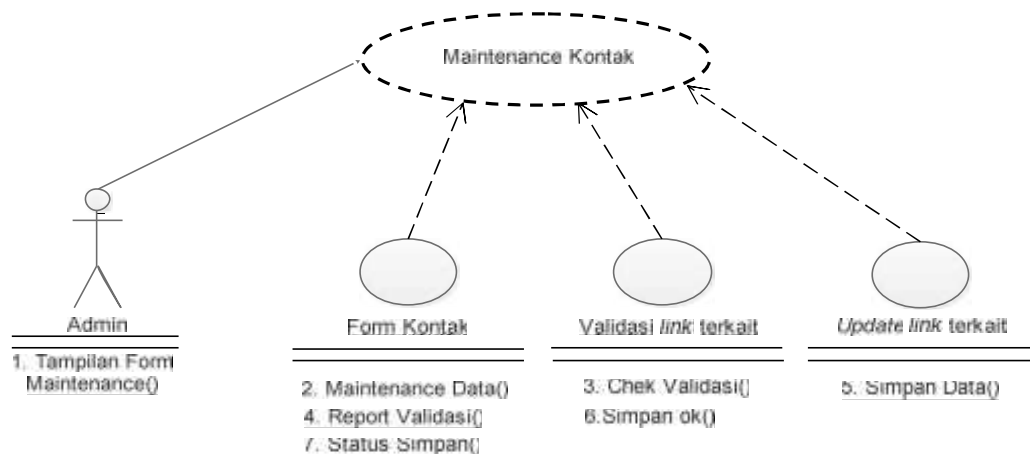 Maintenance Kontak
Admin
1. Tampilan Form
Maintenance()
Form Kontak
2. Maintenance Data()
4. Report Validasi()
7. Status Simpan()
Validasi link terkait
3. Chek Validasi()
6.Simpan ok()
Update link terkait
5. Simpan Data()